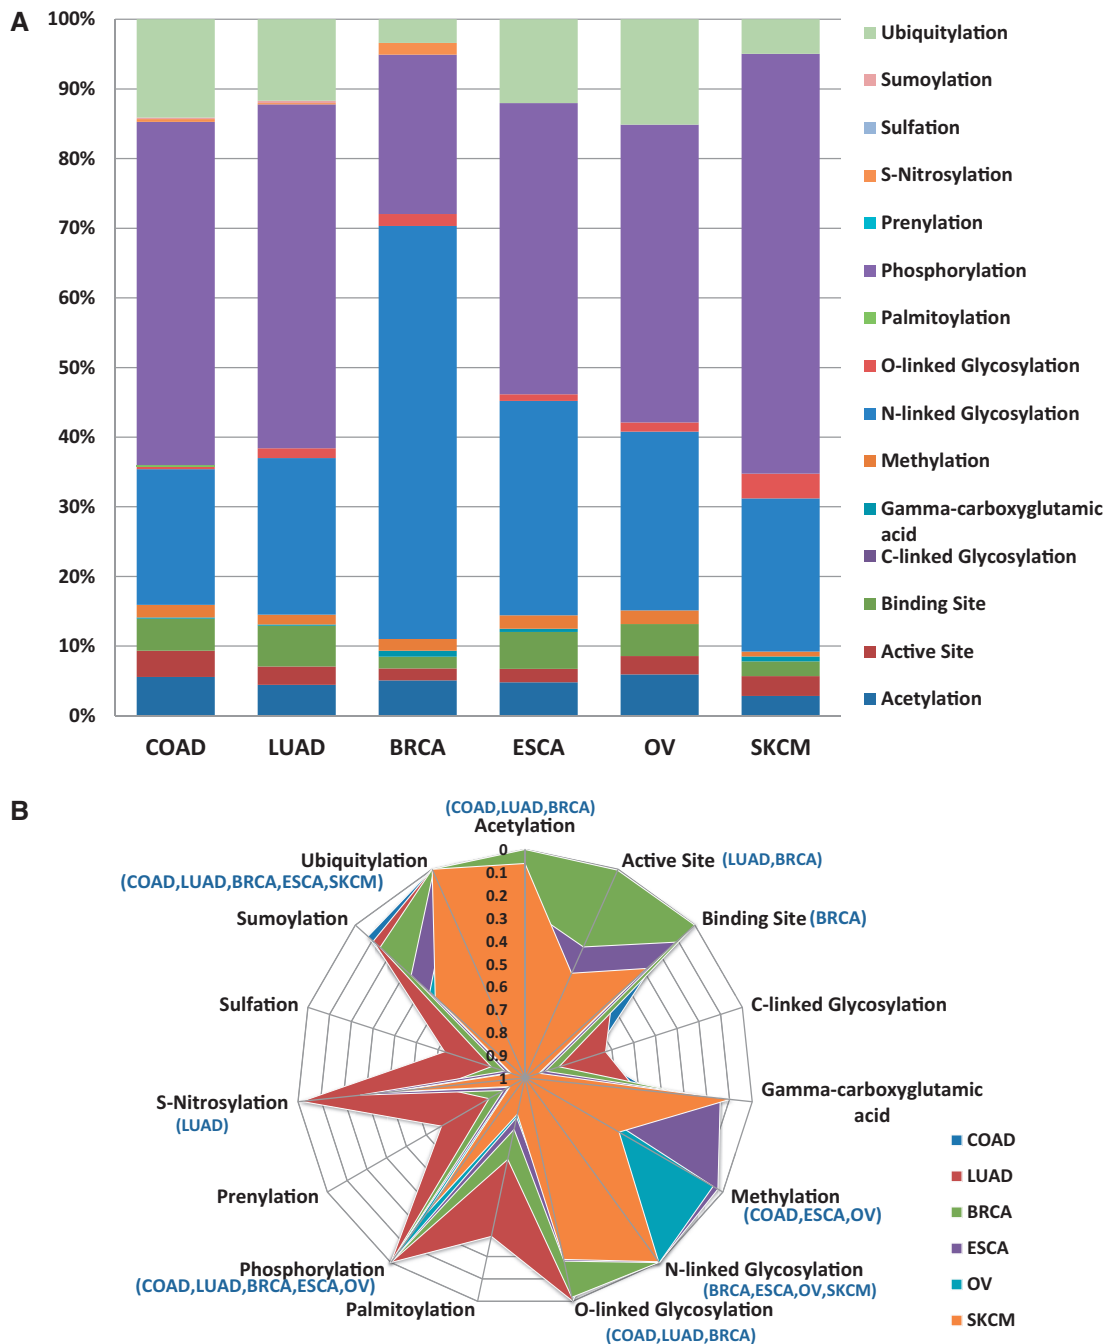 A
100%
90%
80%
70%
60%
50%
40%
30%
20%
10%
0%
COAD LUAD BRCA ESCA OV SKCM
Ubiquitylation
Sumoylation
Sulfation
S-Nitrosylation
Prenylation
Phosphorylation
Palmitoylation
O-linked Glycosylation
N-linked Glycosylation
Methylation
Gamma-carboxyglutamic
acid
C-linked Glycosylation
Binding Site
Active Site
Acetylation
B
(COAD,LUAD,BRCA)
Acetylation
Active Site (LUAD,BRCA)
Binding Site (BRCA)
C-linked Glycosylation
Gamma-carboxyglutamic
acid
Methylation
(COAD,ESCA,OV)
N-linked Glycosylation
(BRCA,ESCA,OV,SKCM)
O-linked Glycosylation
(COAD,LUAD,BRCA)
Palmitoylation
Phosphorylation
(COAD,LUAD,BRCA,ESCA,OV)
Prenylation
S-Nitrosylation
(LUAD)
Sulfation
Sumoylation
Ubiquitylation
(COAD,LUAD,BRCA,ESCA,SKCM)
0
0.1
0.2
0.3
0.4
0.5
0.6
0.7
0.8
0.9
1
COAD
LUAD
BRCA
ESCA
OV
SKCM